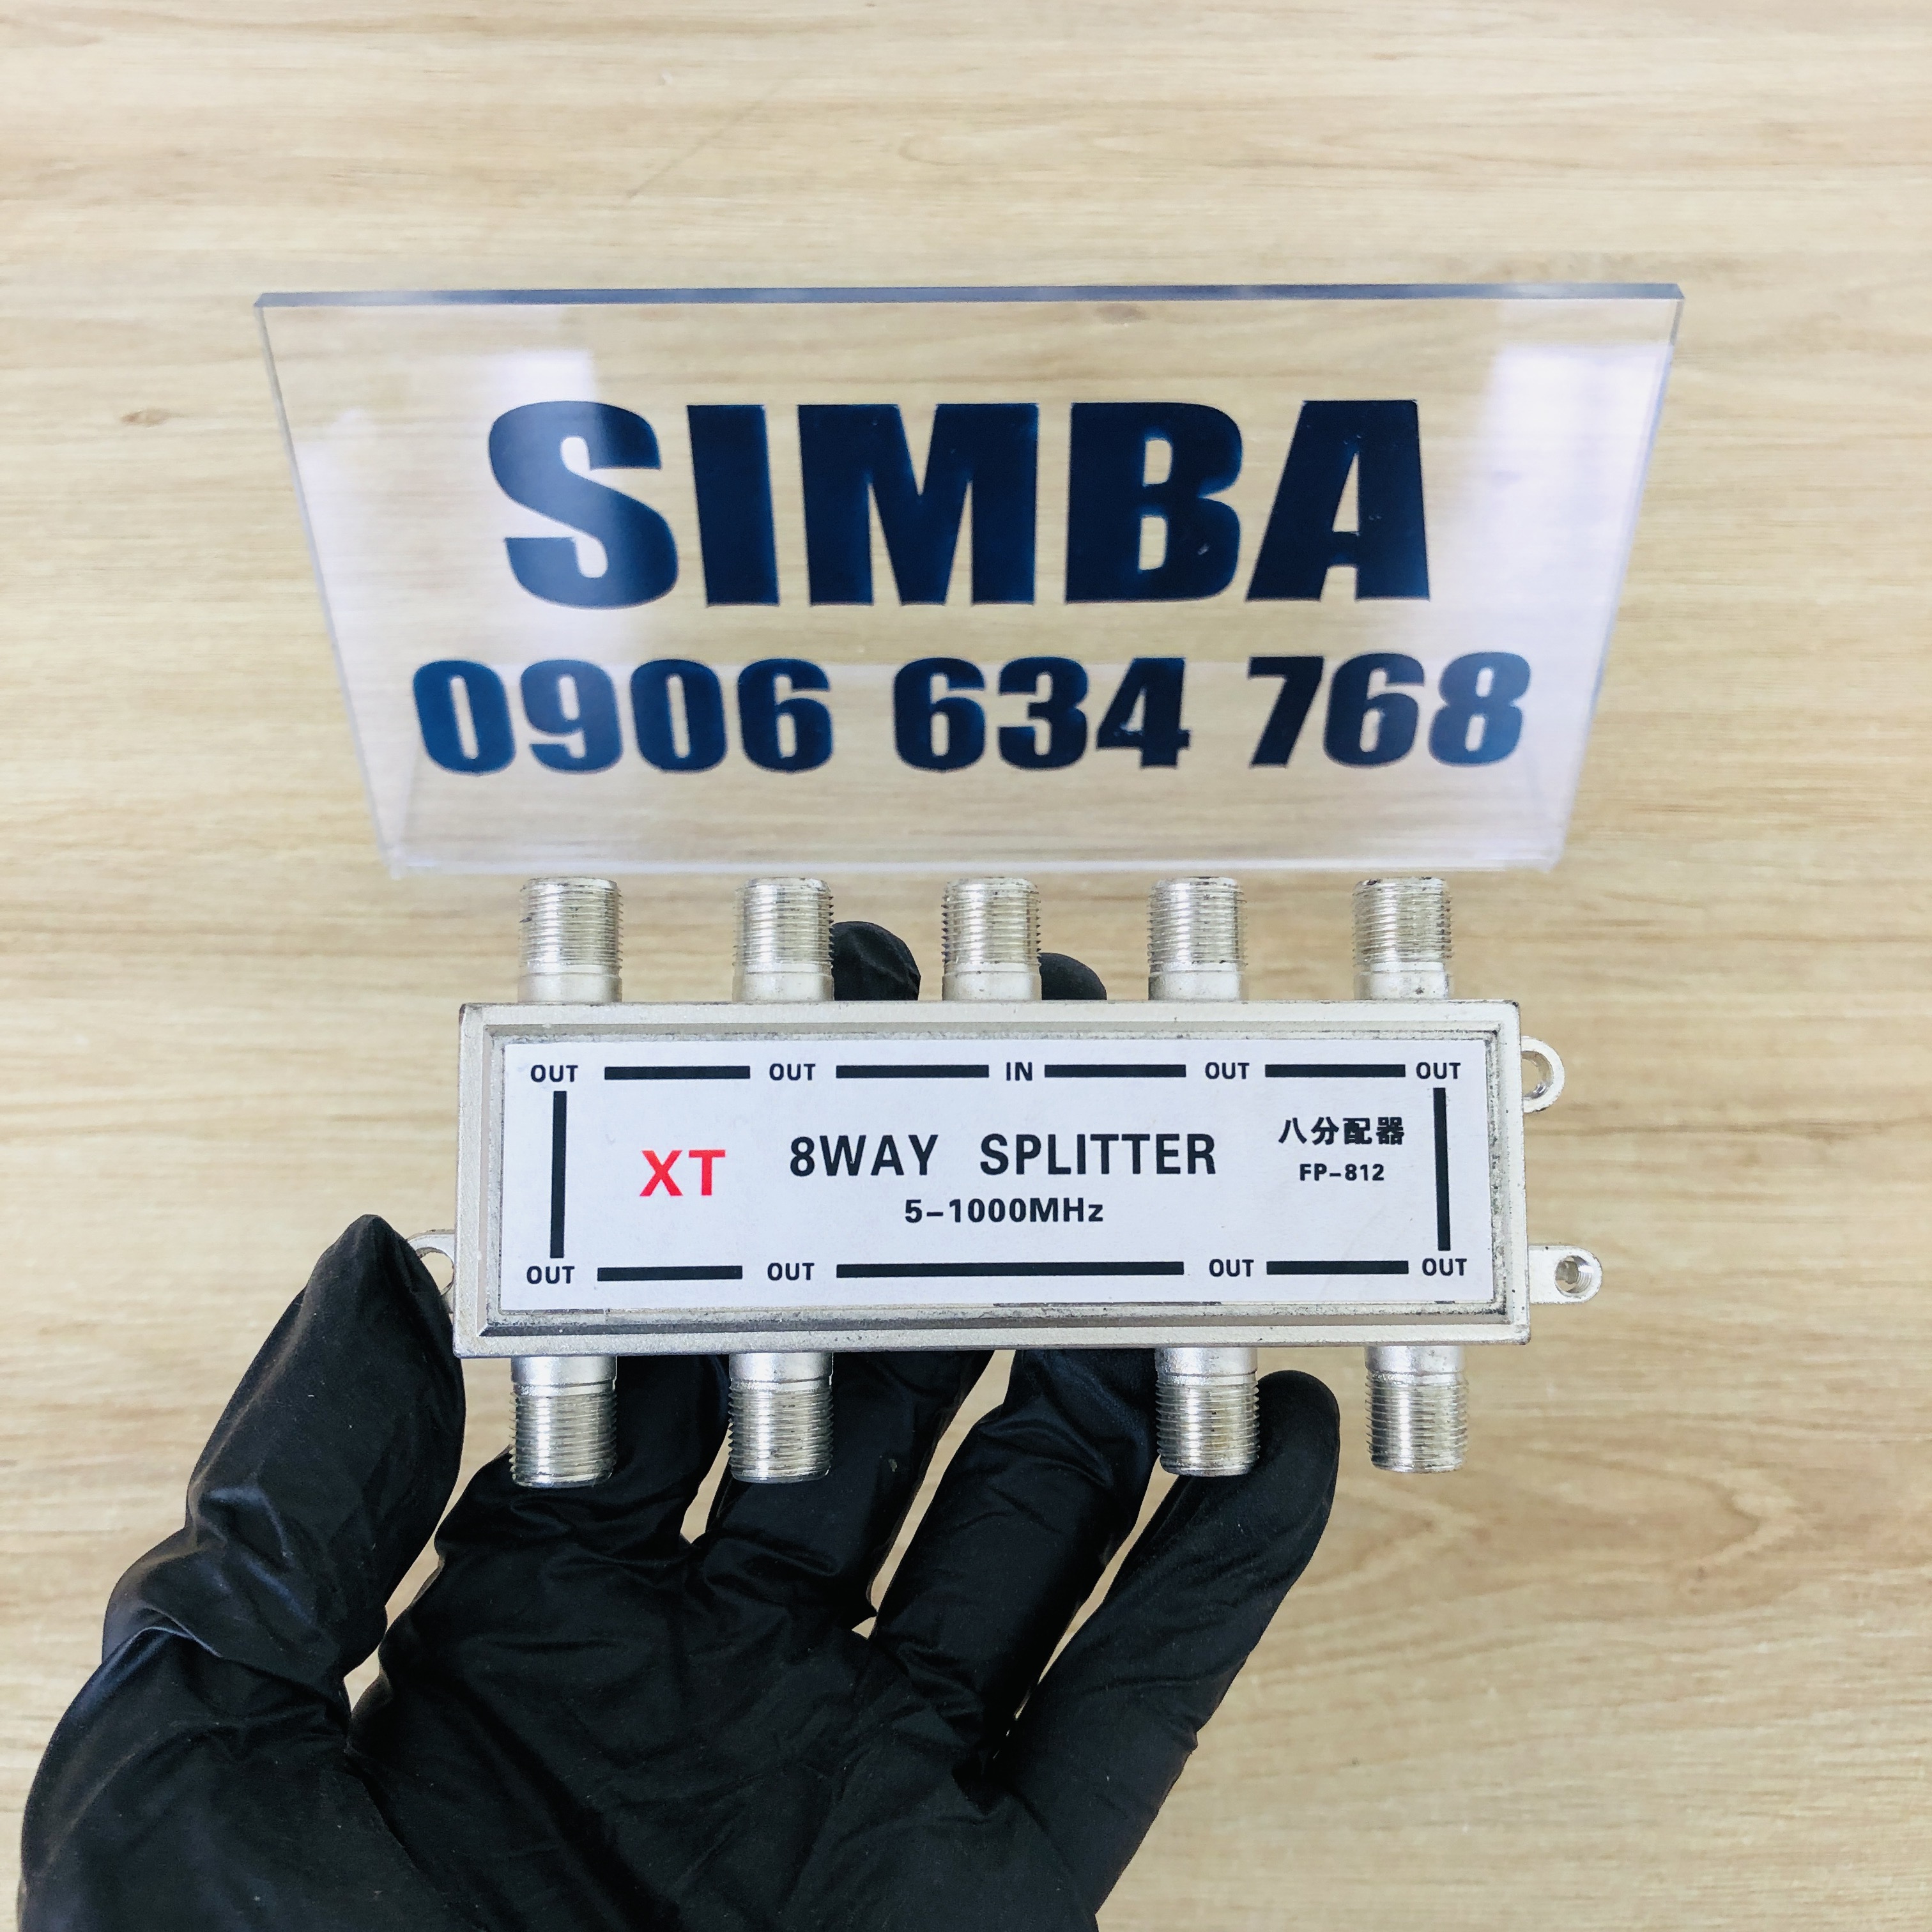 SIMBA
0906 634 768
OUT OUT IN OUT OUT
XT 8WAY SPLITTER 八分配器
5-1000MHz FP-812
OUT OUT OUT OUT